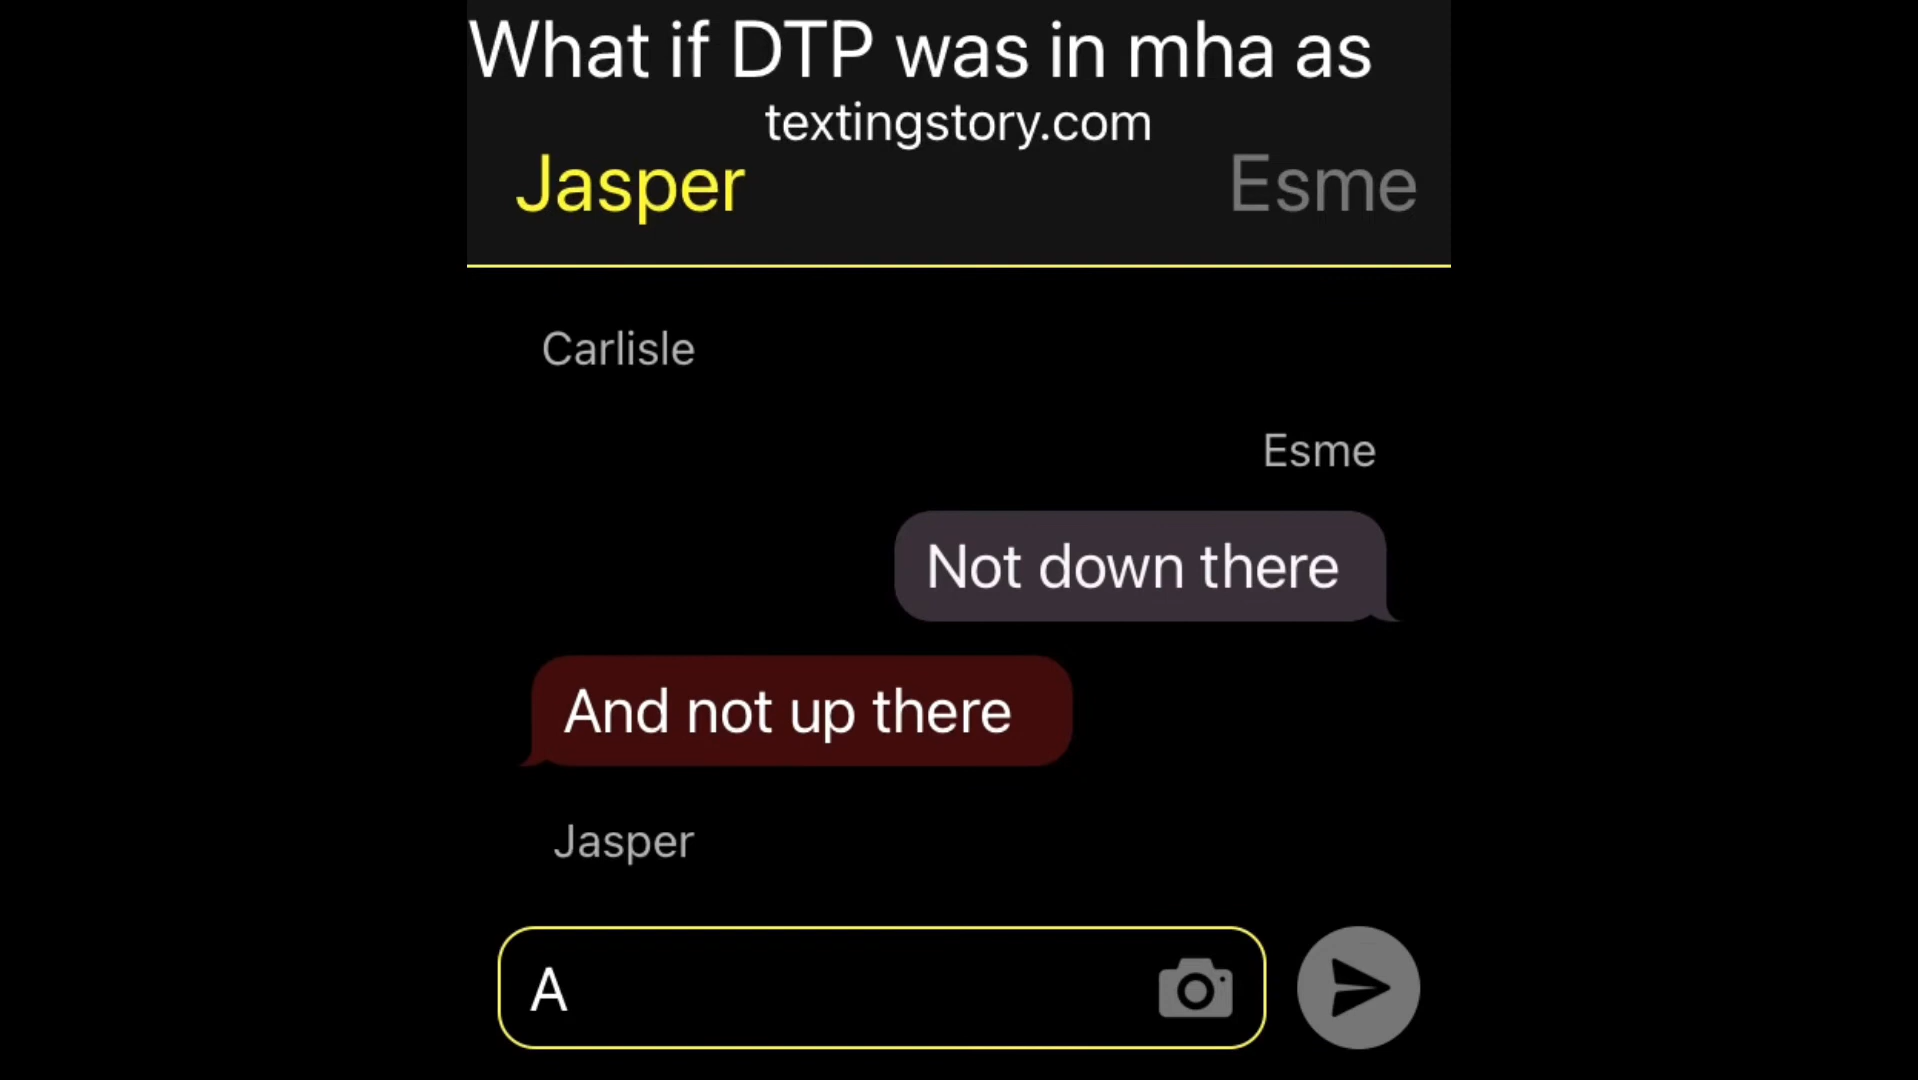 What if DTP was in mha as
textingstory.com
Jasper Esme
Carlisle
Esme
Not down there
And not up there
Jasper
A